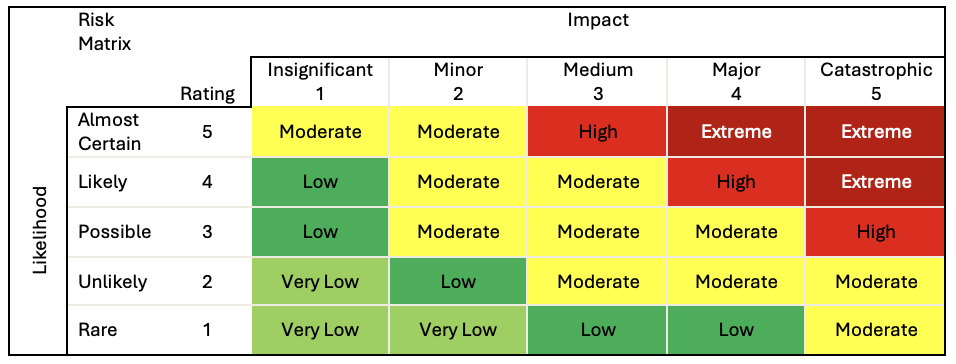 Risk Matrix Impact
Rating Insignificant 1 Minor 2 Medium 3 Major 4 Catastrophic 5
Likelihood
Almost Certain 5 Moderate Moderate High Extreme Extreme
Likely 4 Low Moderate Moderate High Extreme
Possible 3 Low Moderate Moderate Moderate High
Unlikely 2 Very Low Low Moderate Moderate Moderate
Rare 1 Very Low Very Low Low Low Moderate